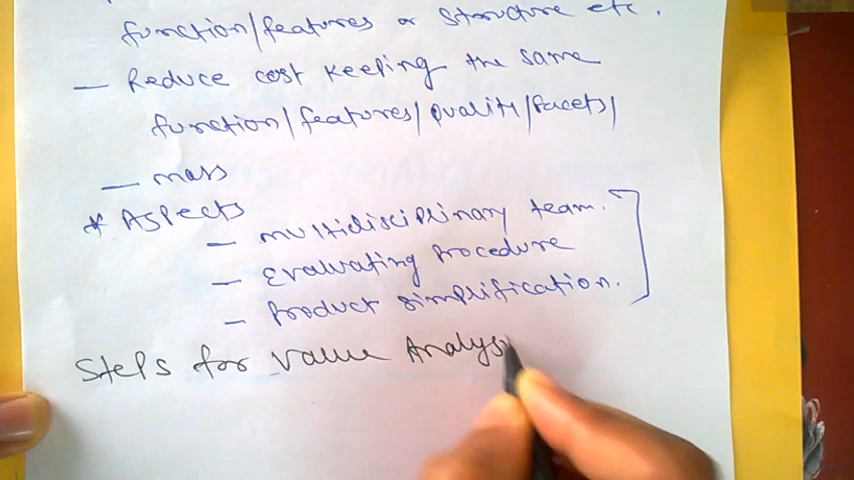 function/features or structure etc.
— Reduce cost keeping the same
function/features/quality/facets/
— mass
* Aspects
— multidisciplinary team.
— Evaluating procedure
— Product simplification.
Steps for value Analys